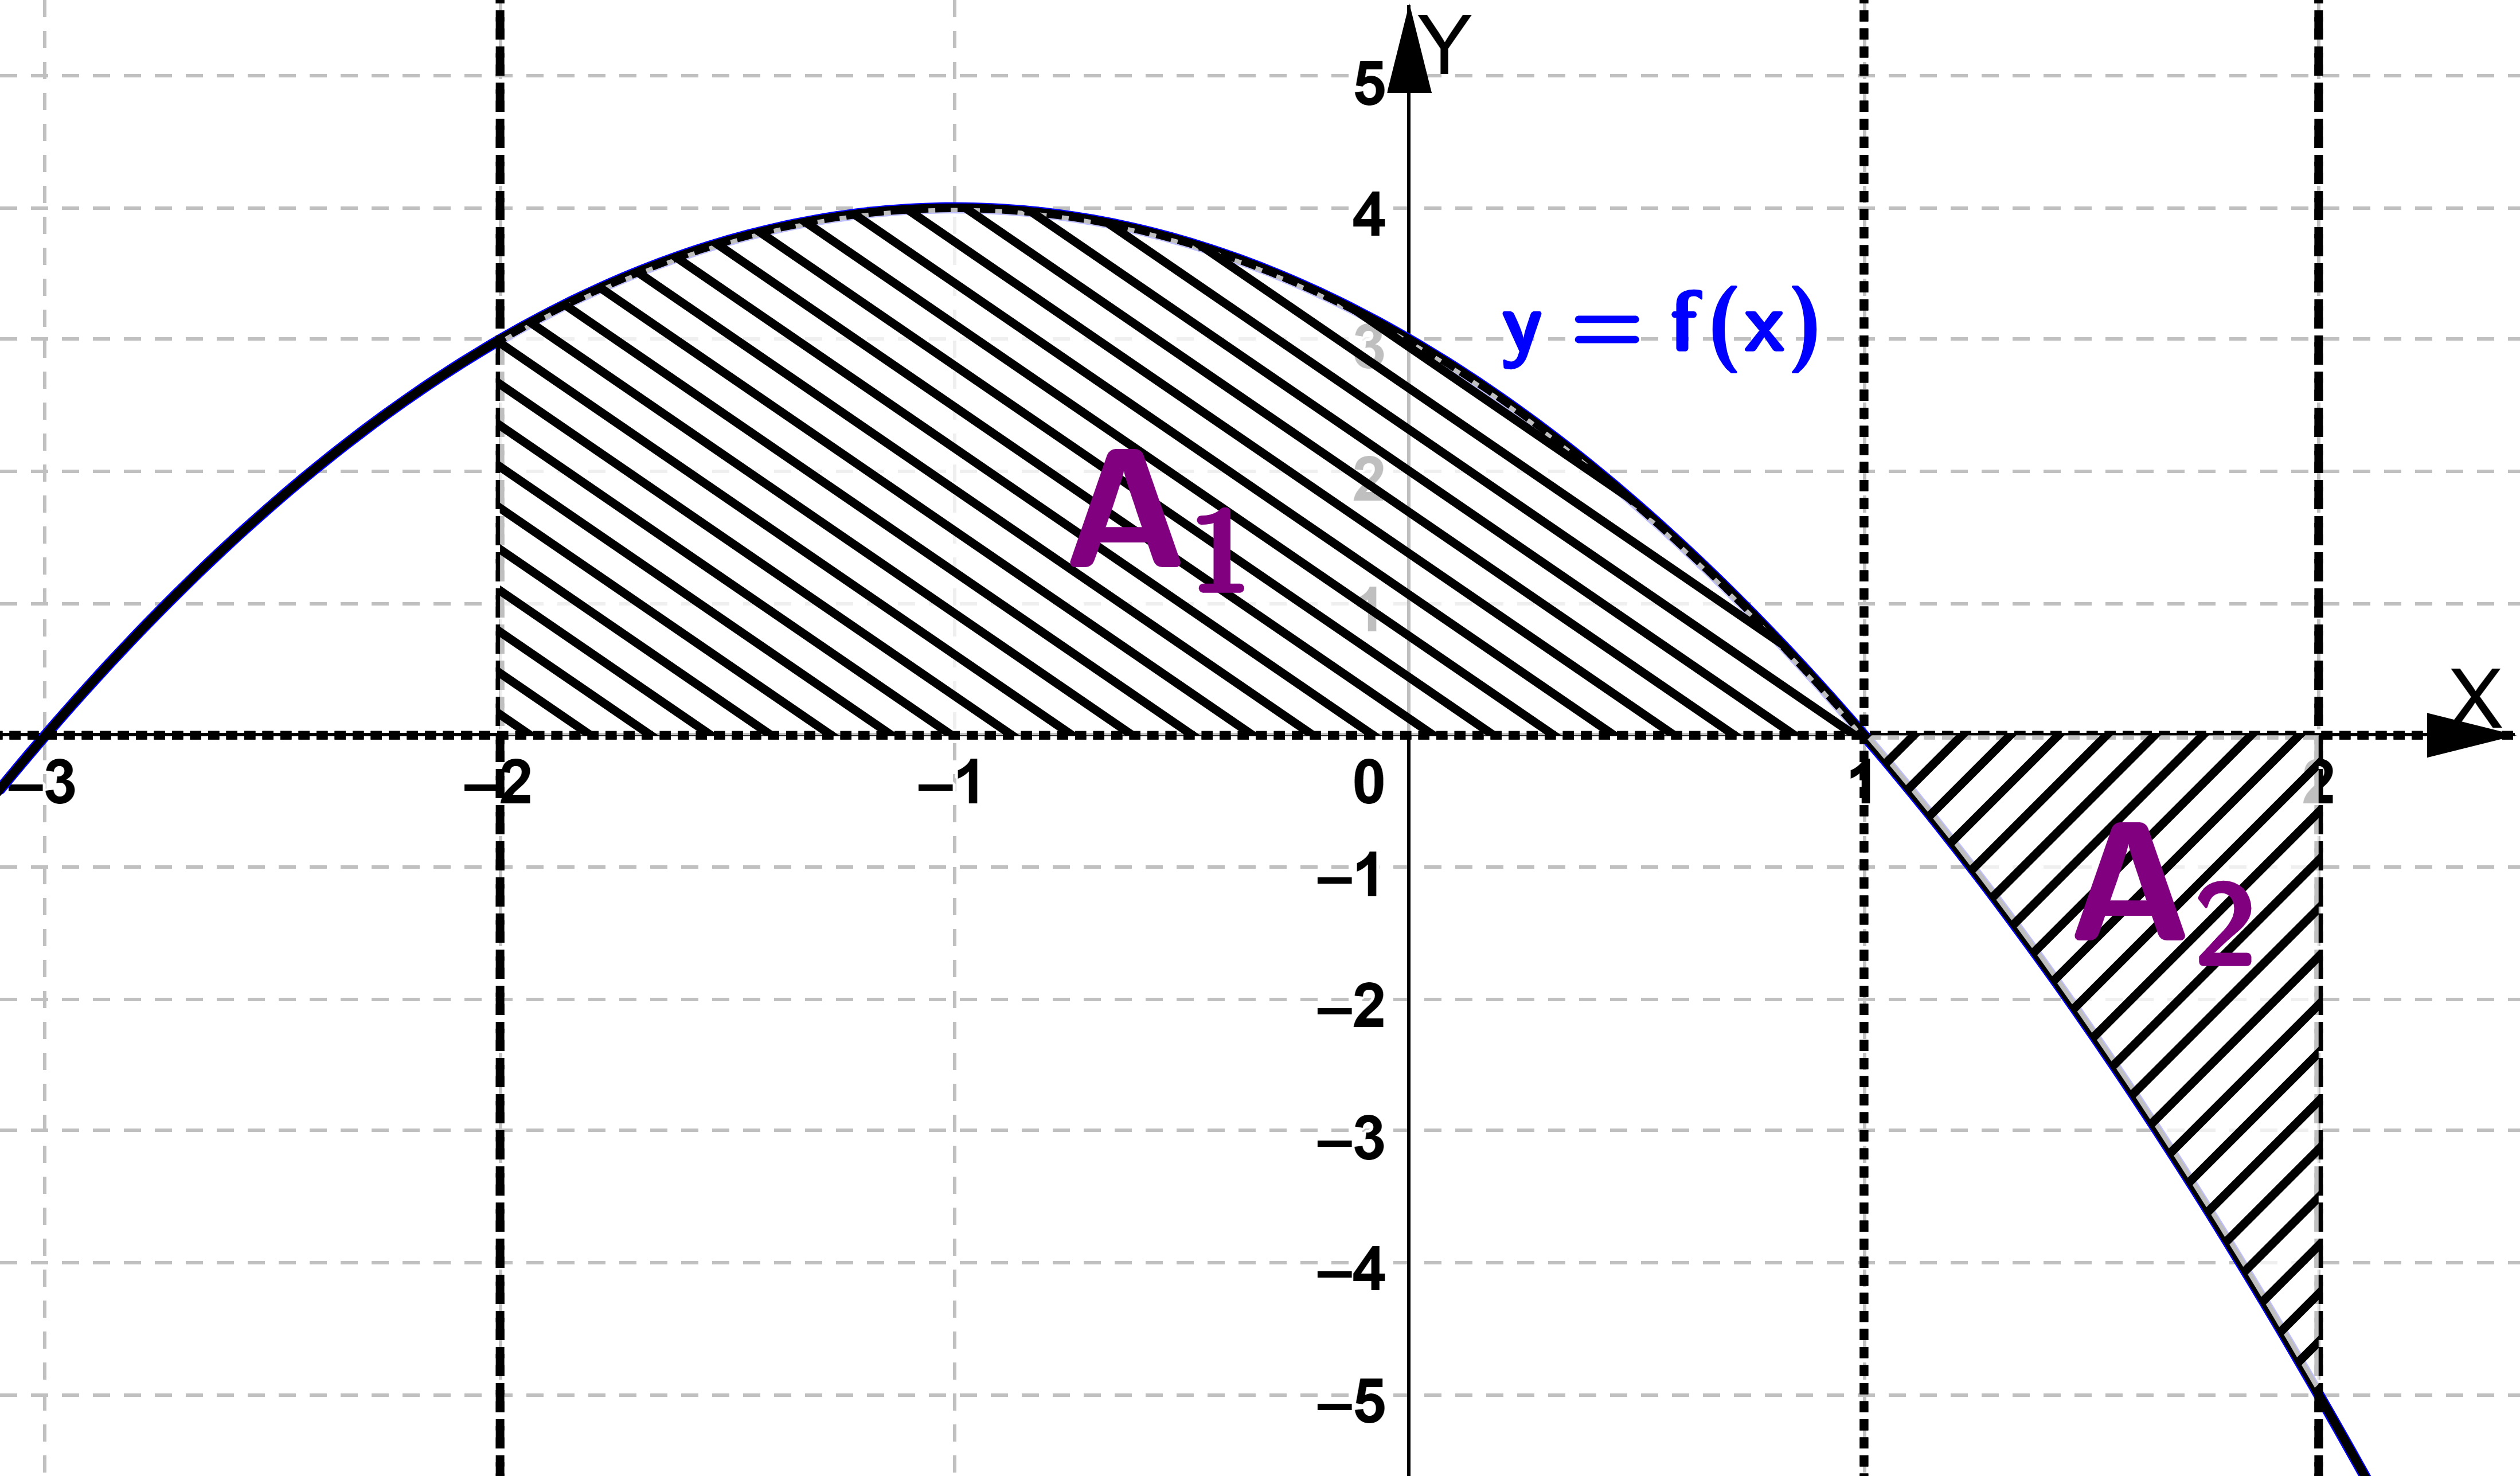 Y
5
4
y = f(x)
3
2
A₁
1
X
–3 –2 –1 0 1 2
–1
A₂
–2
–3
–4
–5